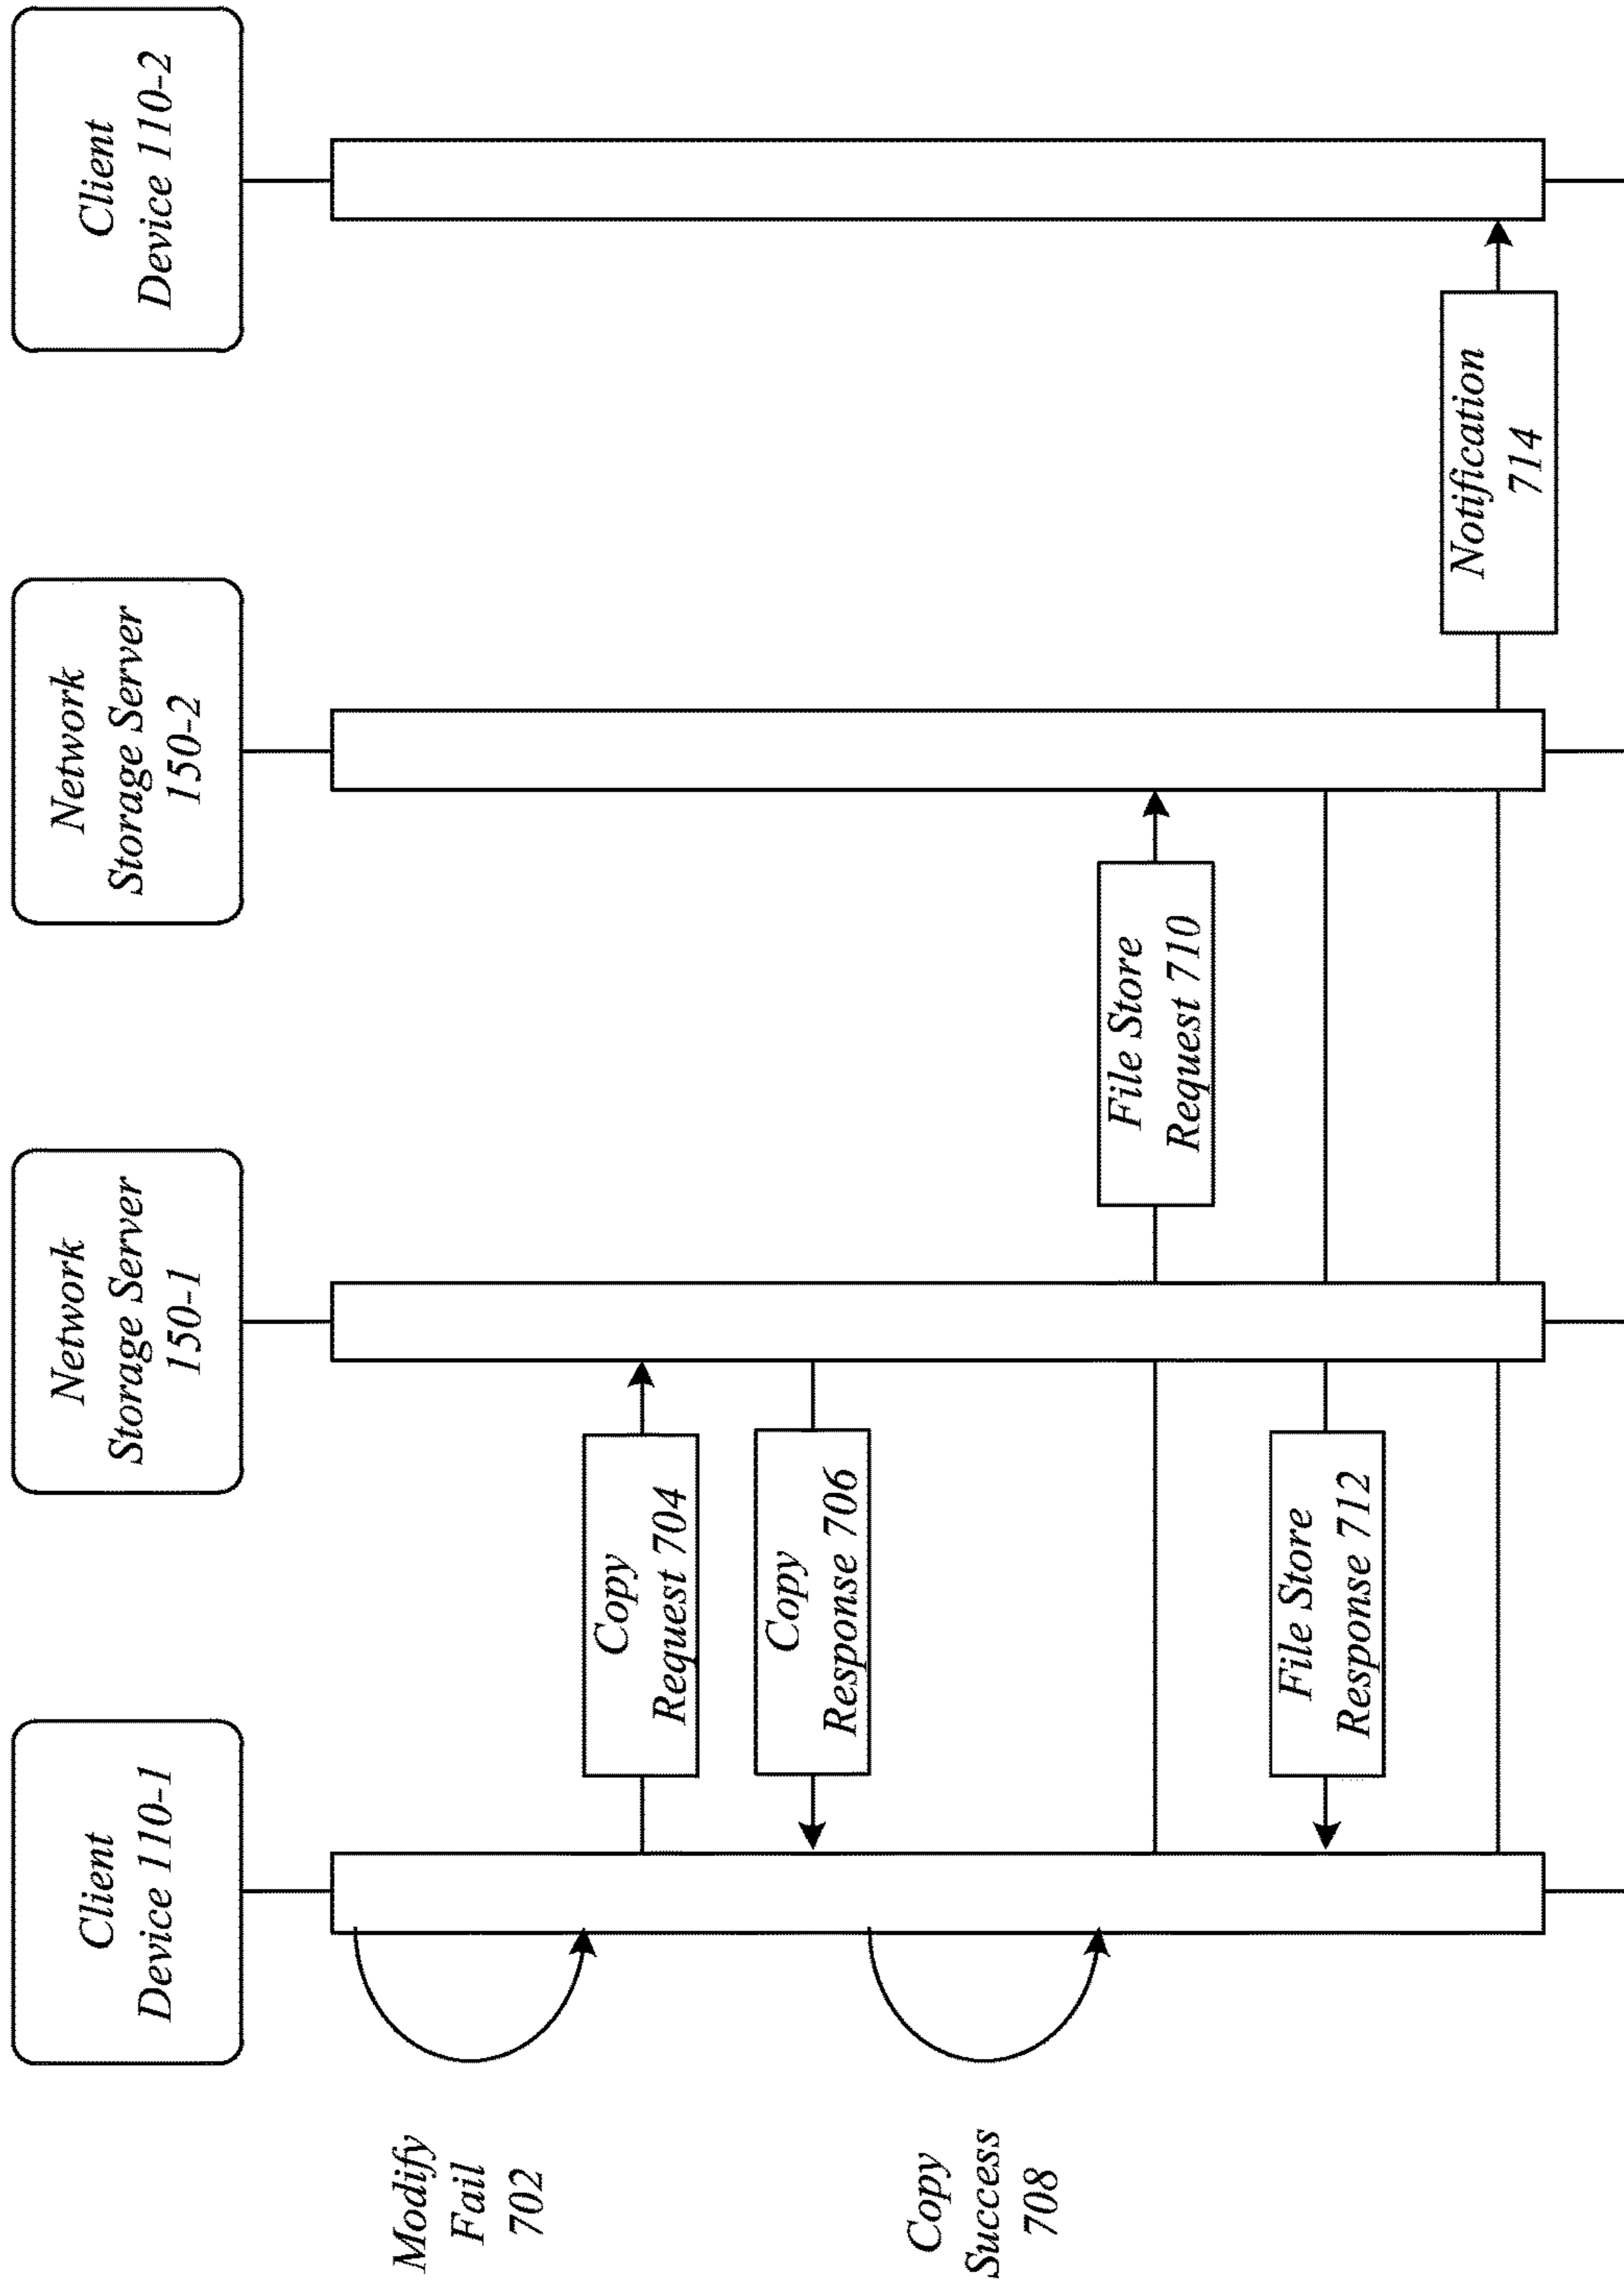 Client
Device 110-1
Network
Storage Server
150-1
Network
Storage Server
150-2
Client
Device 110-2
Modify
Fail
702
Copy
Request 704
Copy
Response 706
Copy
Success
708
File Store
Request 710
File Store
Response 712
Notification
714